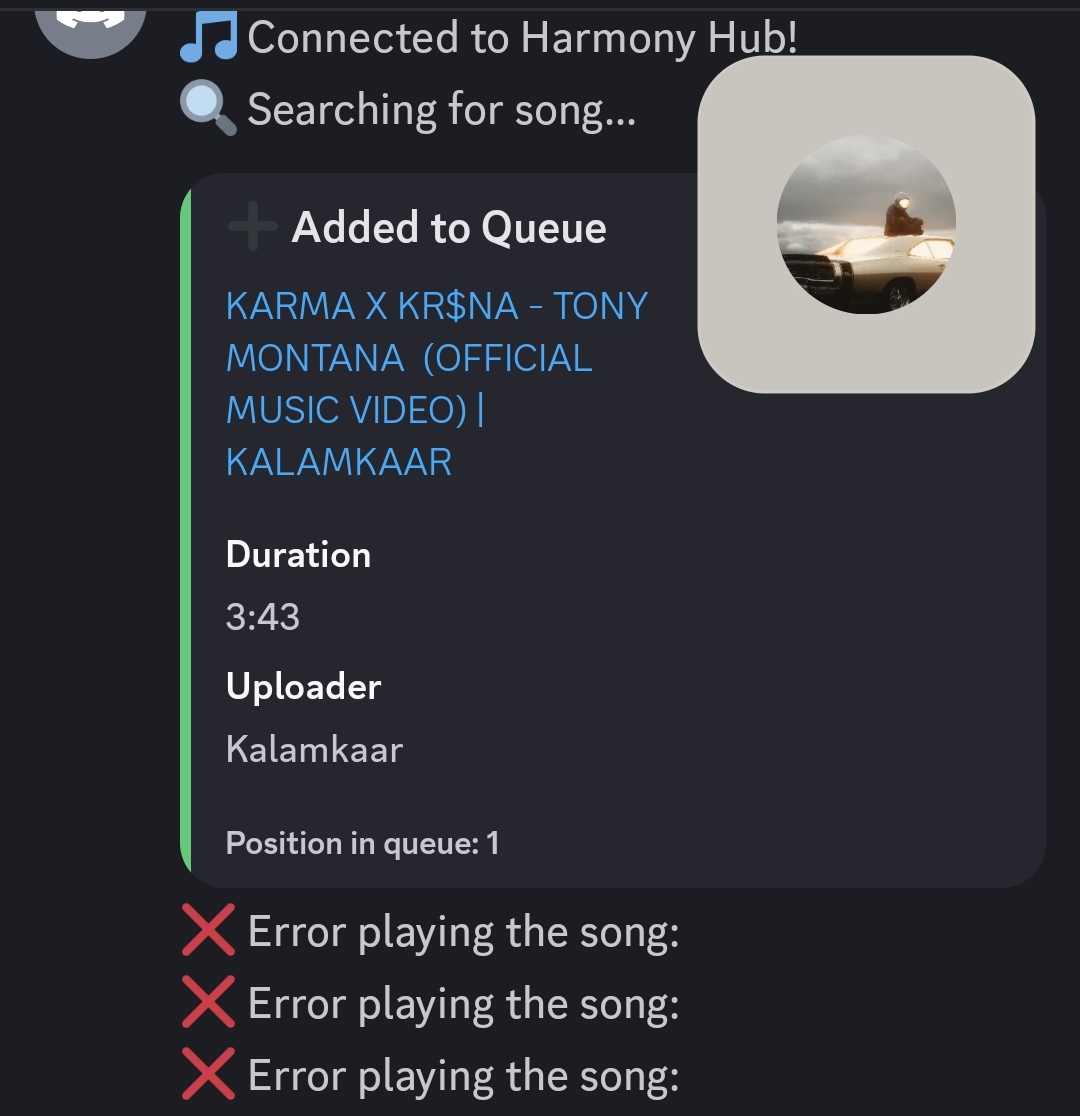 Connected to Harmony Hub!
Searching for song...
Added to Queue
KARMA X KR$NA - TONY
MONTANA (OFFICIAL
MUSIC VIDEO) |
KALAMKAAR
Duration
3:43
Uploader
Kalamkaar
Position in queue: 1
Error playing the song:
Error playing the song:
Error playing the song: